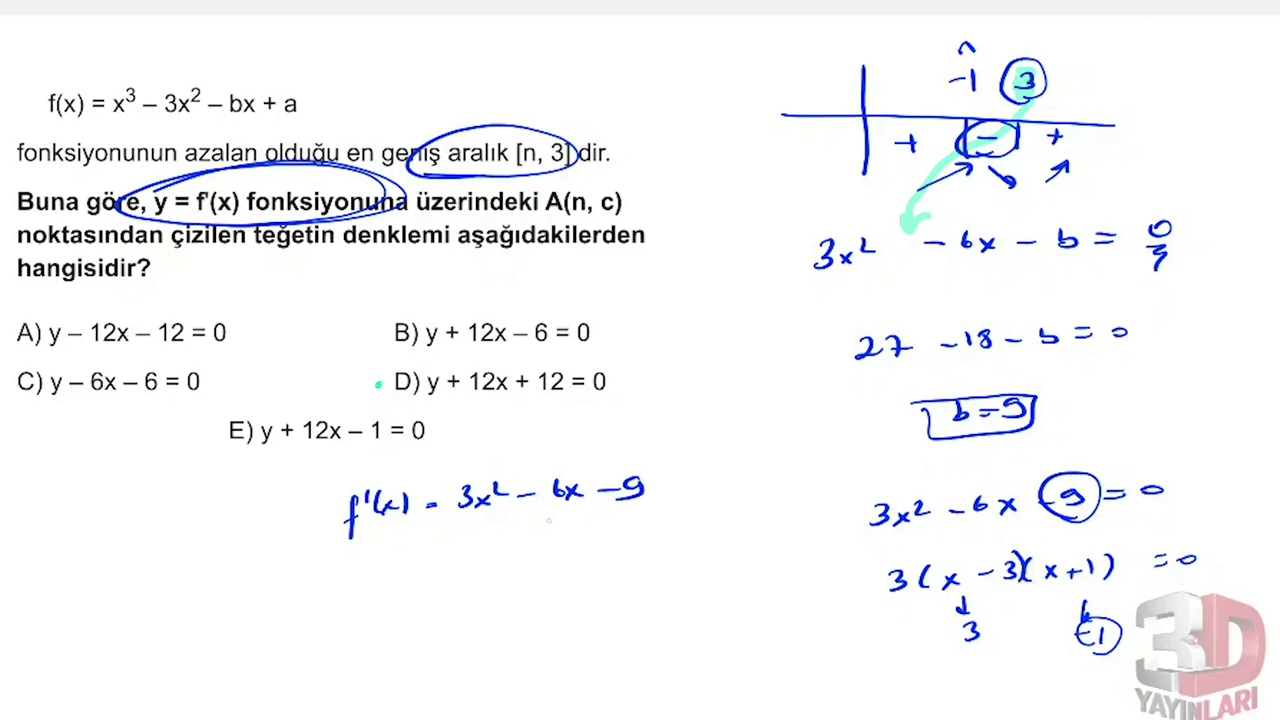 f(x) = x³ – 3x² – bx + a
fonksiyonunun azalan olduğu en geniş aralık [n, 3] dir.
Buna göre, y = f'(x) fonksiyonuna üzerindeki A(n, c)
noktasından çizilen teğetin denklemi aşağıdakilerden
hangisidir?
A) y – 12x – 12 = 0
B) y + 12x – 6 = 0
C) y – 6x – 6 = 0
D) y + 12x + 12 = 0
E) y + 12x – 1 = 0
f'(x) = 3x² – 6x – 9
n
-1 3
+ – +
3x² – 6x – b = 0
27 – 18 – b = 0
b = 9
3x² – 6x – 9 = 0
3(x – 3)(x + 1) = 0
3 -1
3D
YAYINLARI